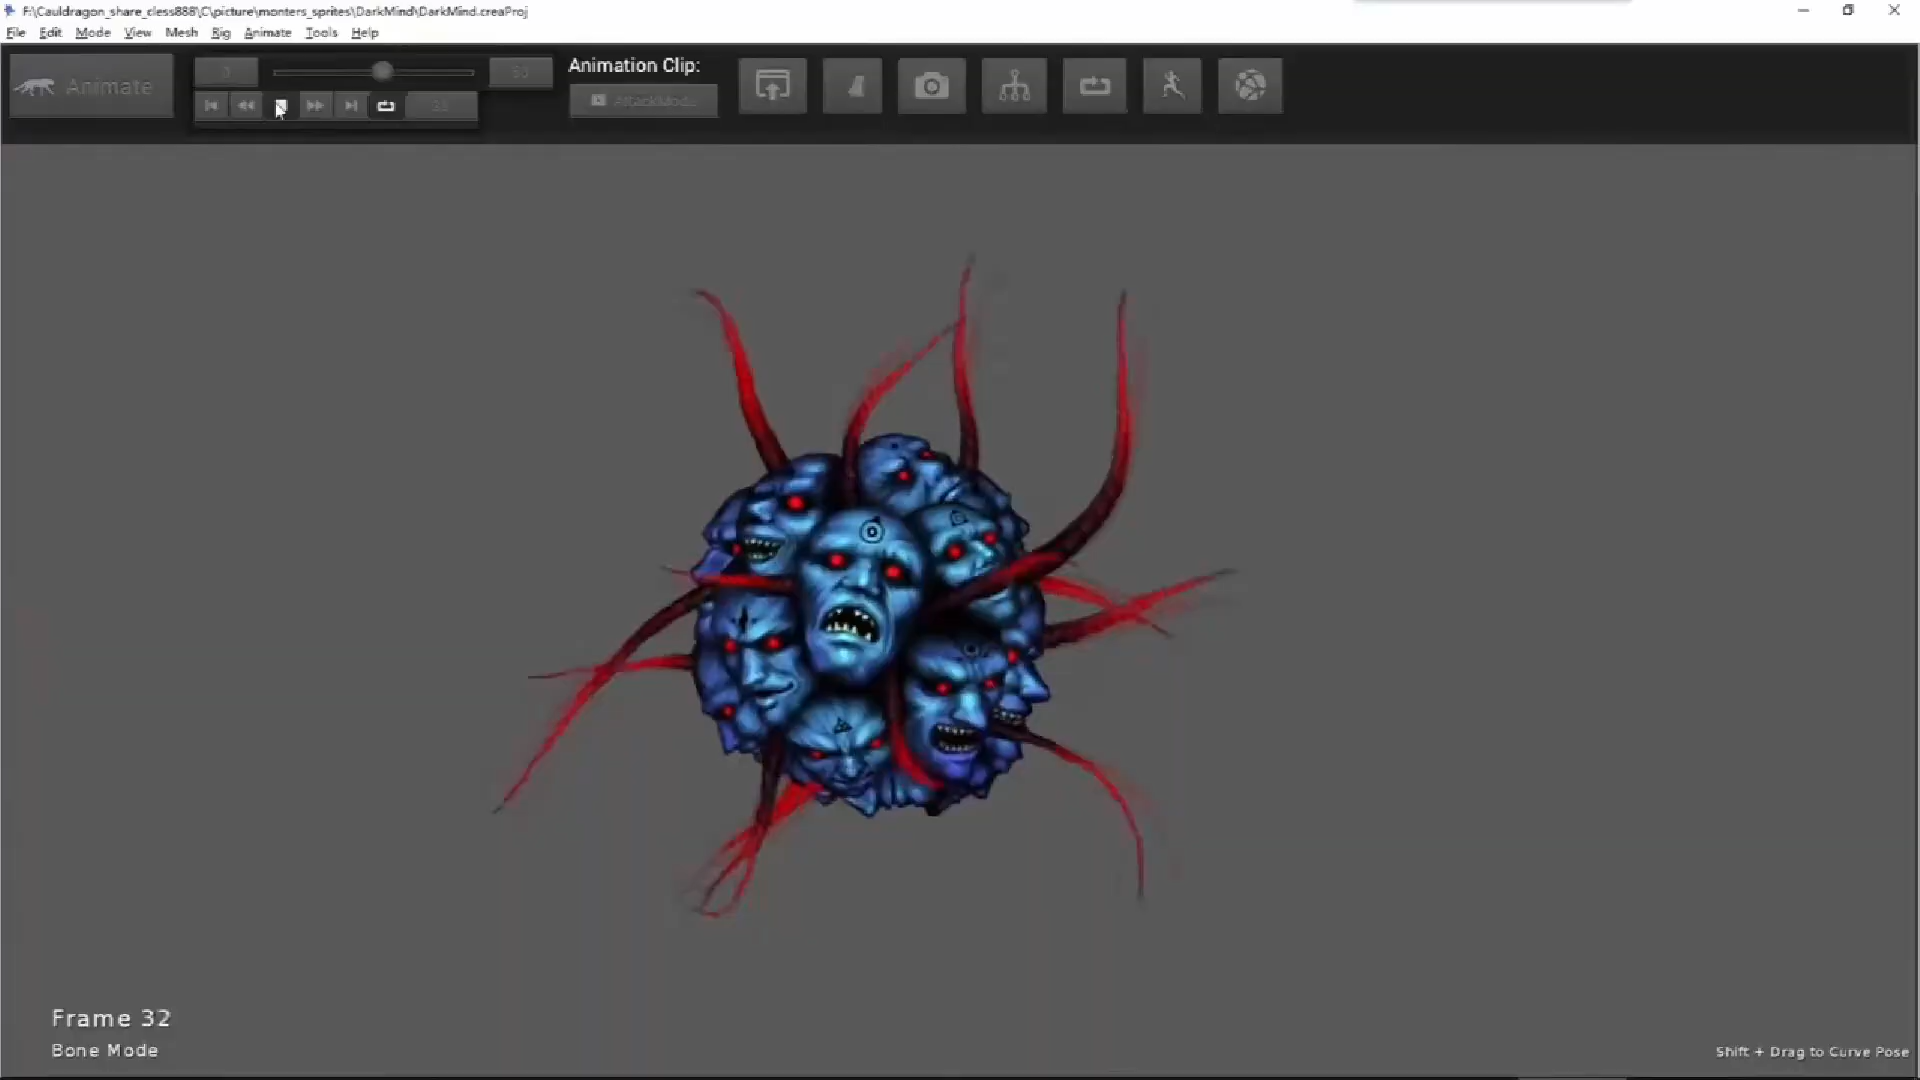 F:\Cauldragon_share_cless888\C\picture\monters_sprites\DarkMind\DarkMind.creaProj
File Edit Mode View Mesh Rig Animate Tools Help
Animate
Animation Clip:
AttackMode
Frame 32
Bone Mode
Shift + Drag to Curve Pose